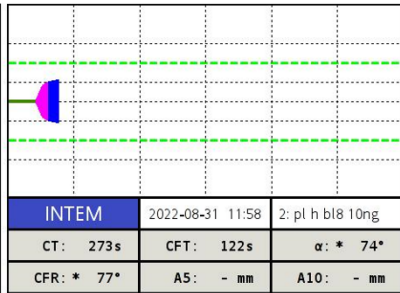 INTEM 2022-08-31 11:58 2: pl h bl8 10ng
CT: 273s CFT: 122s α: * 74°
CFR: * 77° A5: - mm A10: - mm